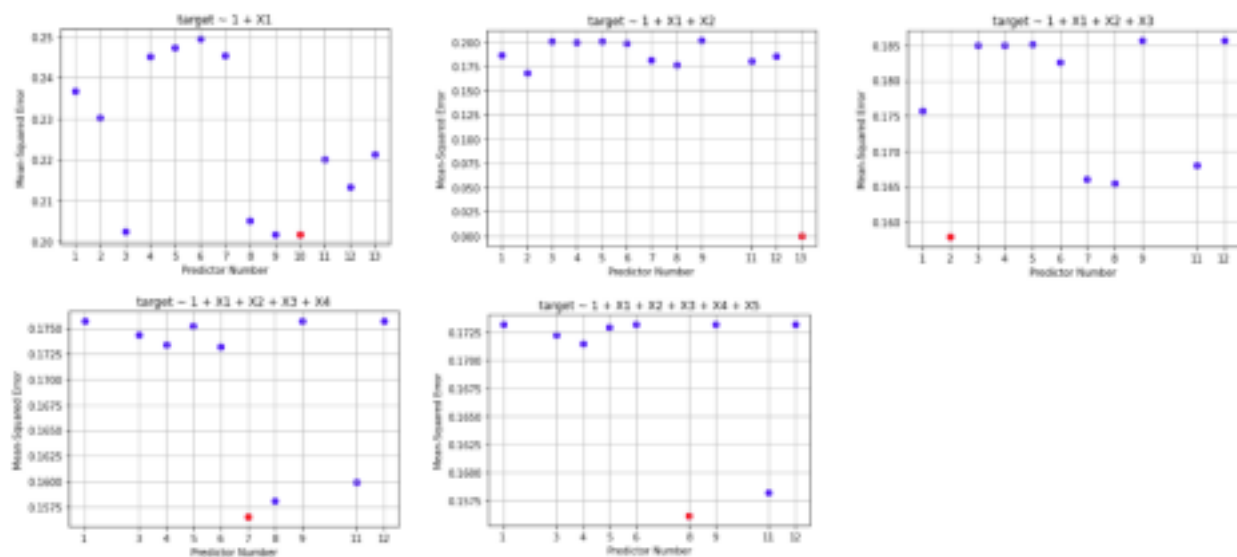 target ~ 1 + X1
Mean-Squared Error
0.25
0.24
0.23
0.22
0.21
0.20
1 2 3 4 5 6 7 8 9 10 11 12 13
Predictor Number
target ~ 1 + X1 + X2
Mean-Squared Error
0.200
0.175
0.150
0.125
0.100
0.075
0.050
0.025
0.000
1 2 3 4 5 6 7 8 9 11 12 13
Predictor Number
target ~ 1 + X1 + X2 + X3
Mean-Squared Error
0.185
0.180
0.175
0.170
0.165
0.160
1 2 3 4 5 6 7 8 9 11 12
Predictor Number
target ~ 1 + X1 + X2 + X3 + X4
Mean-Squared Error
0.1750
0.1725
0.1700
0.1675
0.1650
0.1625
0.1600
0.1575
1 3 4 5 6 7 8 9 11 12
Predictor Number
target ~ 1 + X1 + X2 + X3 + X4 + X5
Mean-Squared Error
0.1725
0.1700
0.1675
0.1650
0.1625
0.1600
0.1575
1 3 4 5 6 8 9 11 12
Predictor Number